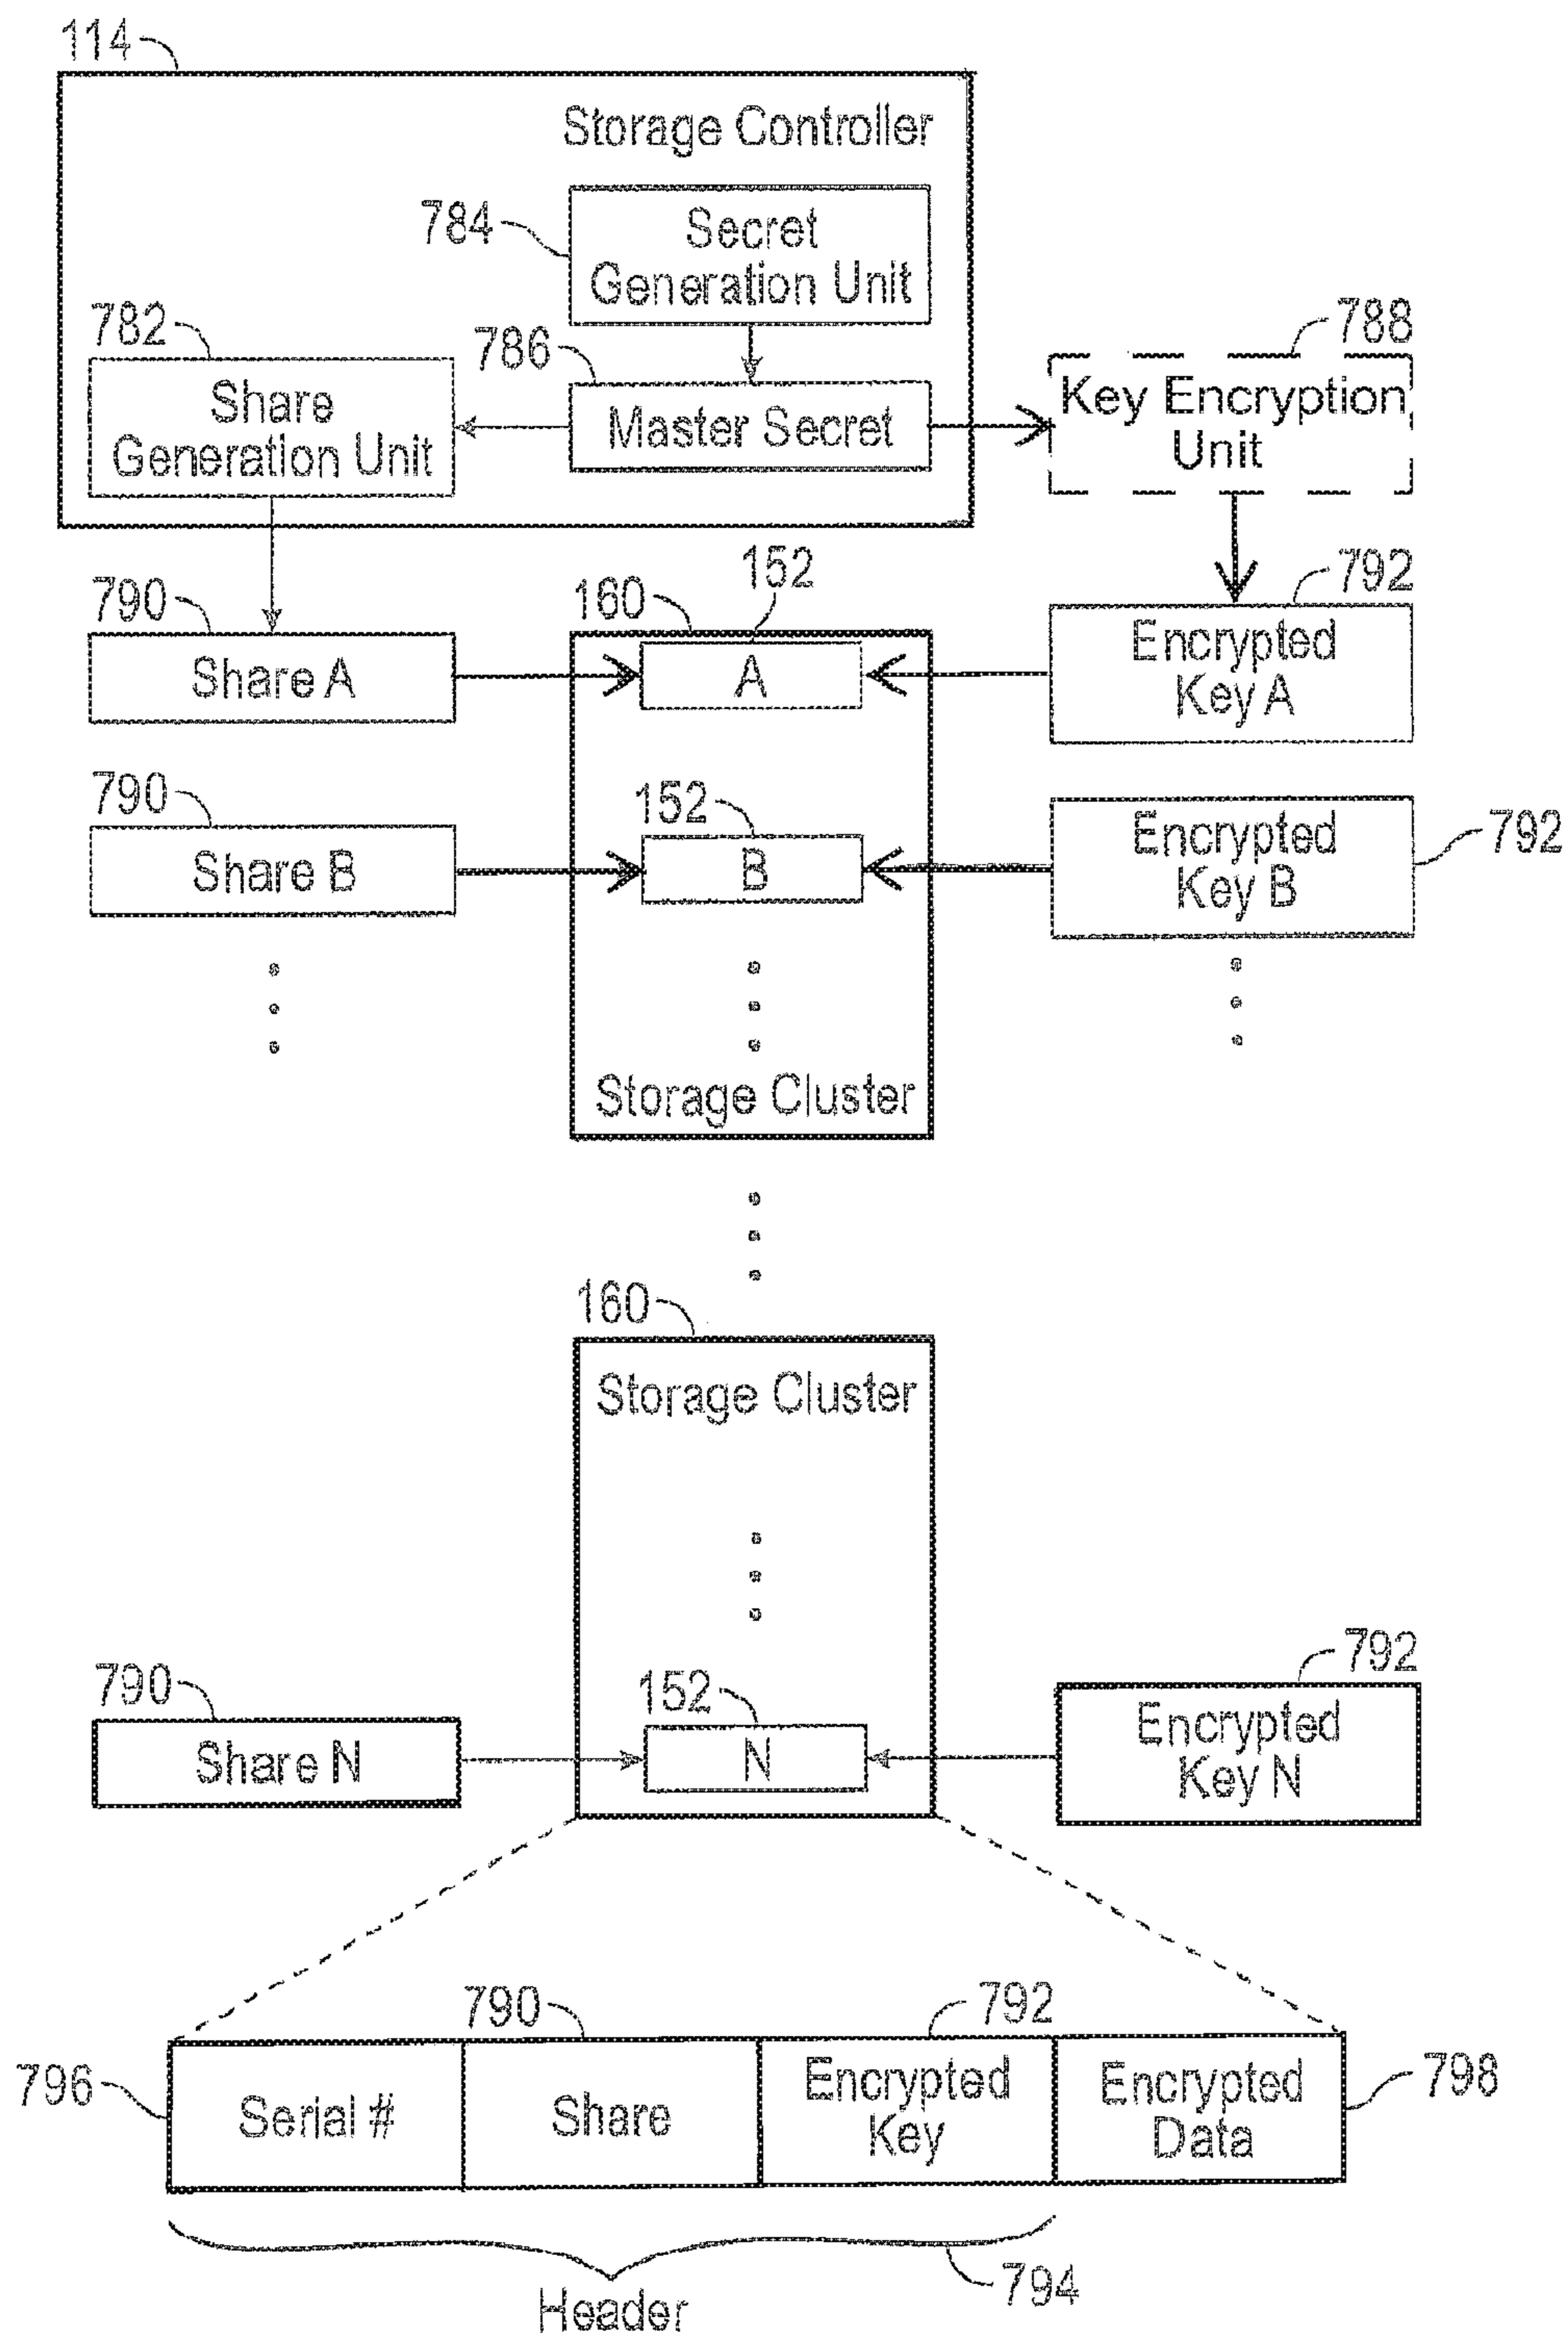 114
Storage Controller
784
Secret
Generation Unit
782
786
788
Share
Generation Unit
Master Secret
Key Encryption
Unit
790
160
152
792
Share A
A
Encrypted
Key A
790
152
Share B
B
Encrypted
Key B
792
Storage Cluster
160
Storage Cluster
790
152
792
Share N
N
Encrypted
Key N
790
792
796
Serial #
Share
Encrypted
Key
Encrypted
Data
798
794
Header